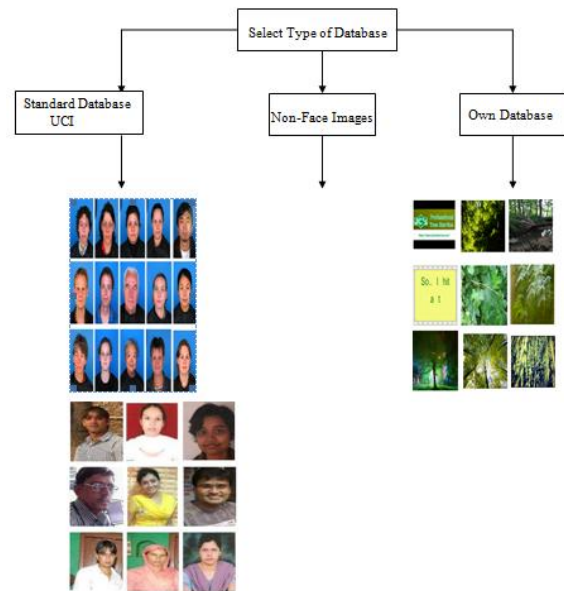 Select Type of Database
Standard Database
UCI
Non-Face Images
Own Database
So, I hit
a t